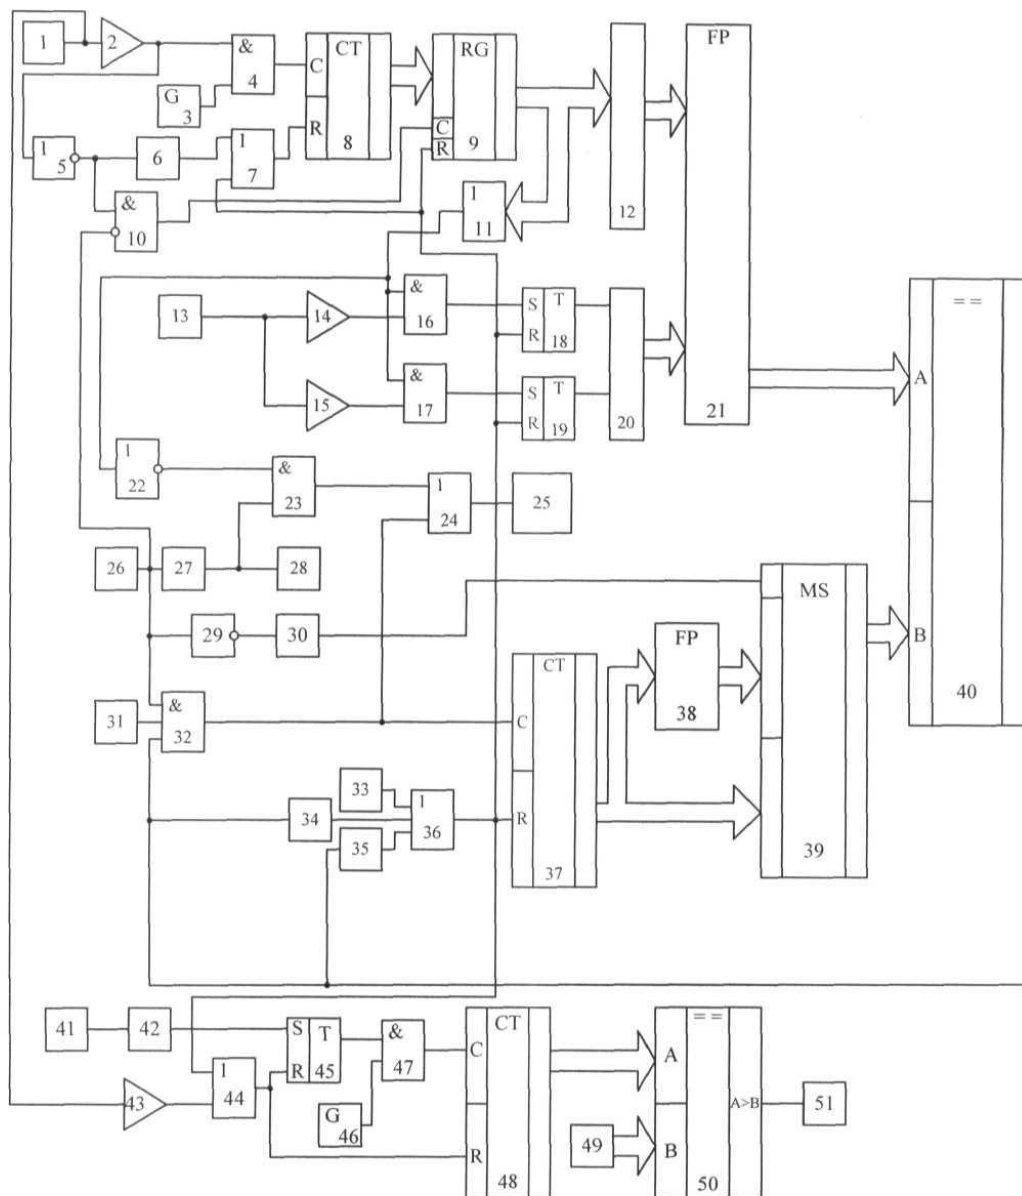 1
2
&
4
G
3
C
CT
R
8
RG
C
R
9
12
FP
21
1
5
6
1
7
&
10
1
11
13
14
15
&
16
&
17
S
T
R
18
S
T
R
19
20
A
==
B
40
1
22
&
23
1
24
25
26
27
28
29
30
31
&
32
33
34
35
1
36
CT
C
R
37
FP
38
MS
39
41
42
43
1
44
S
T
R
45
G
46
&
47
CT
C
R
48
49
==
A
B
A>B
50
51